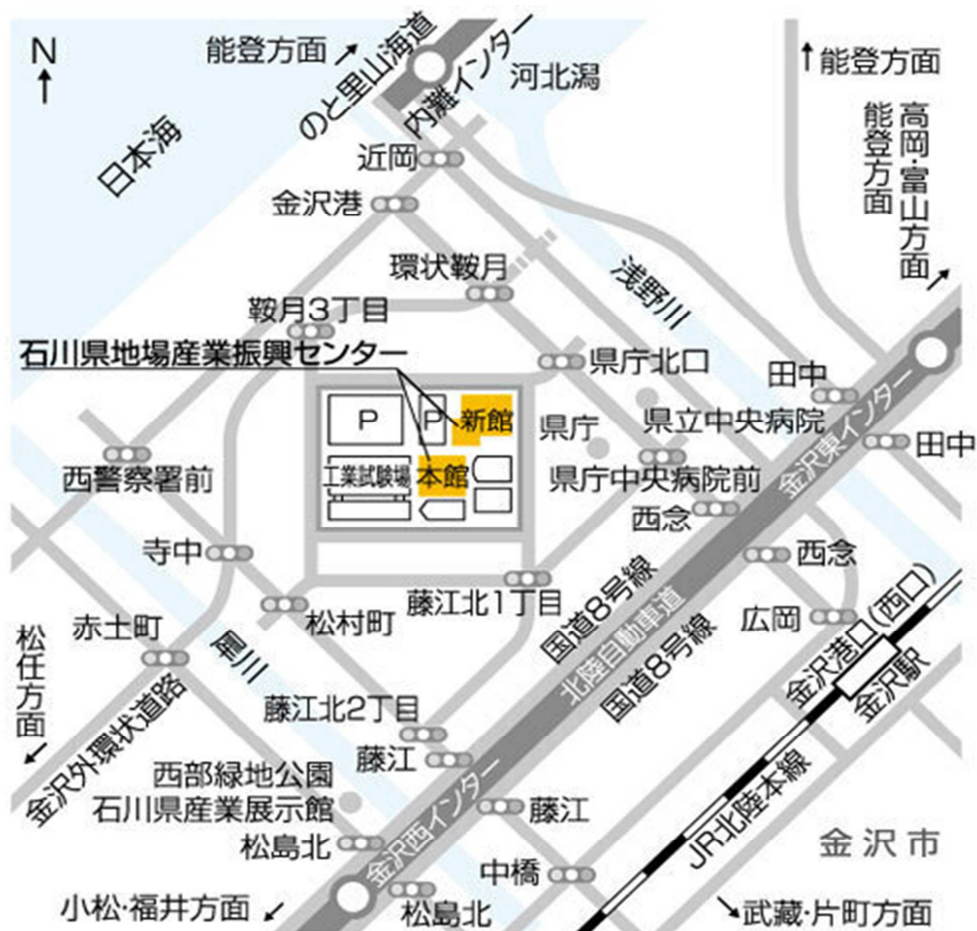 N
能登方面
のと里山海道
内灘インター
河北潟
能登方面
高岡・富山方面
能登方面
日本海
近岡
金沢港
環状鞍月
浅野川
鞍月3丁目
石川県地場産業振興センター
県庁北口
田中
P
P
新館
県庁
県立中央病院
金沢東インター
田中
西警察署前
工業試験場
本館
県庁中央病院前
西念
寺中
西念
藤江北1丁目
国道8号線
北陸自動車道
国道8号線
広岡
金沢港口(西口)
金沢駅
松村町
赤土町
松任方面
犀川
金沢外環状道路
藤江北2丁目
藤江
西部緑地公園
石川県産業展示館
金沢西インター
藤江
JR北陸本線
松島北
中橋
金沢市
小松・福井方面
松島北
武蔵・片町方面